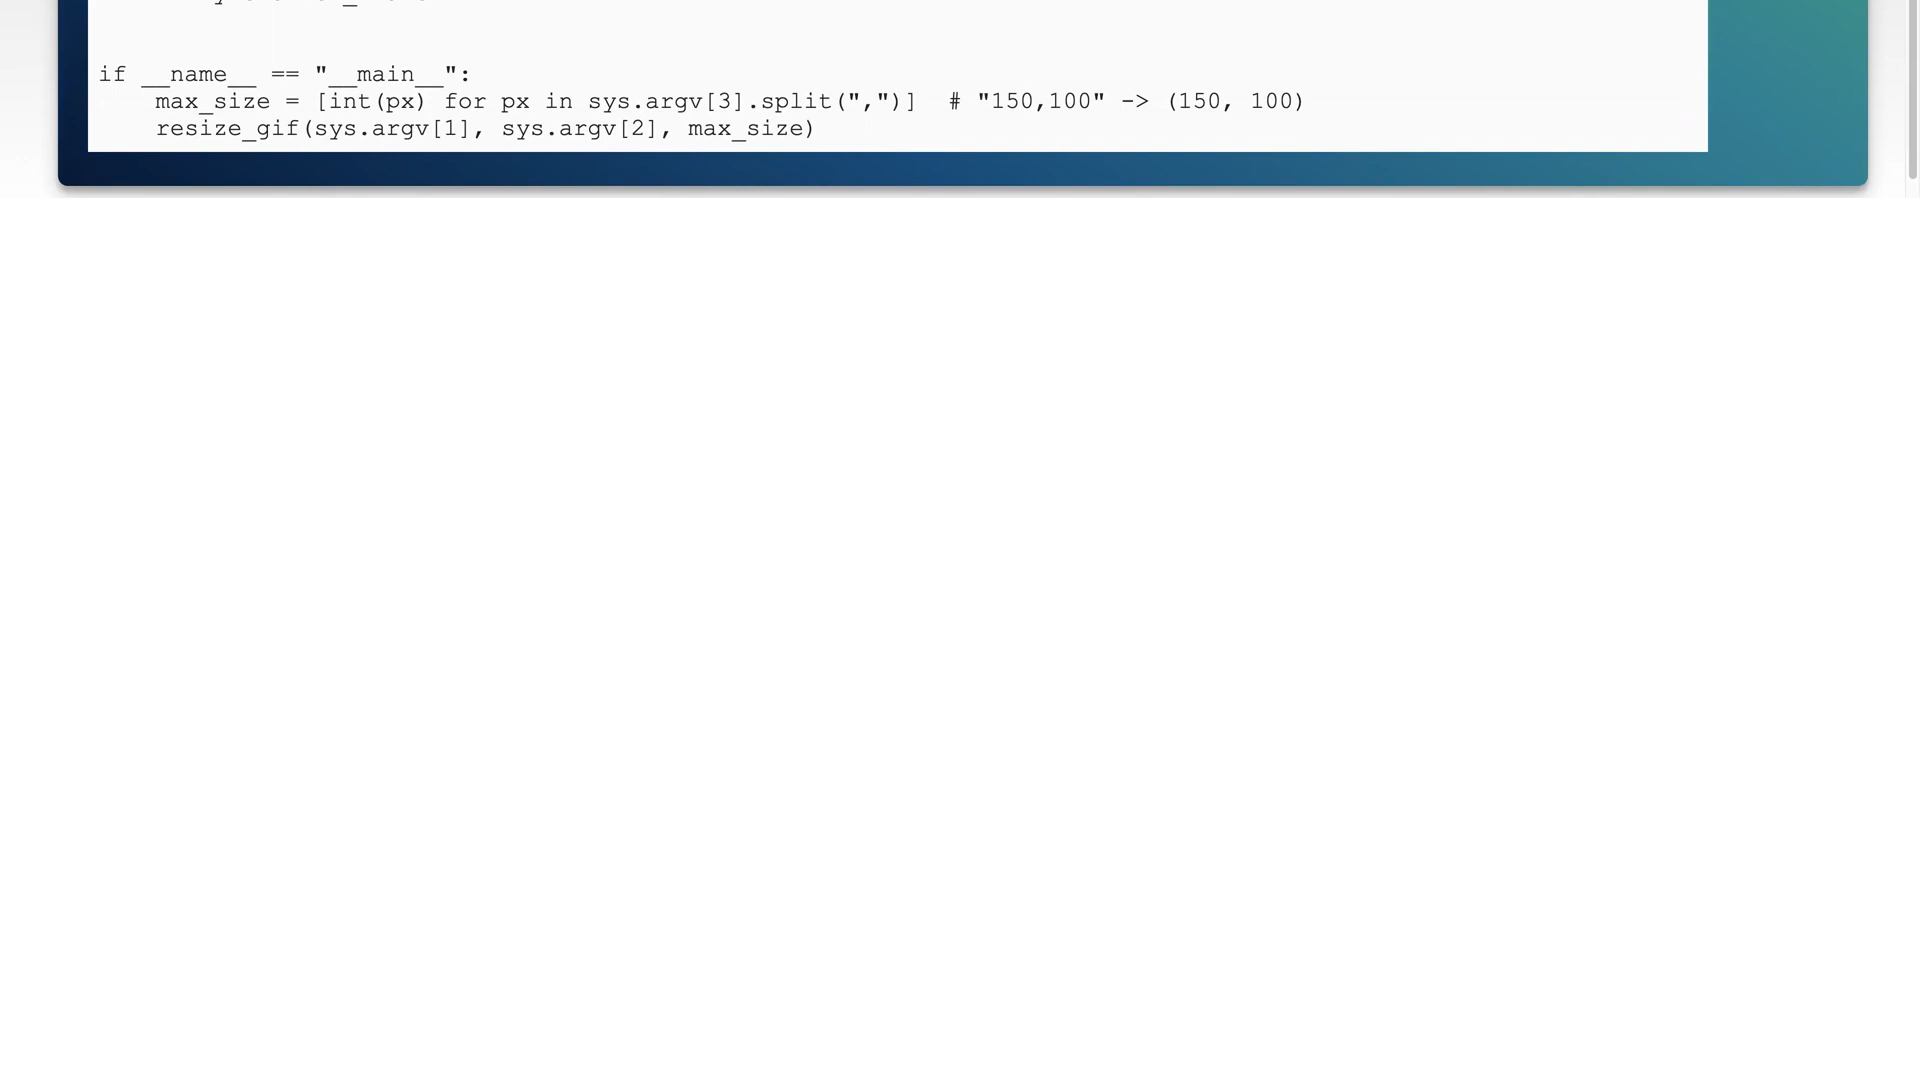 if __name__ == "__main__":
    max_size = [int(px) for px in sys.argv[3].split(",")]  # "150,100" -> (150, 100)
    resize_gif(sys.argv[1], sys.argv[2], max_size)